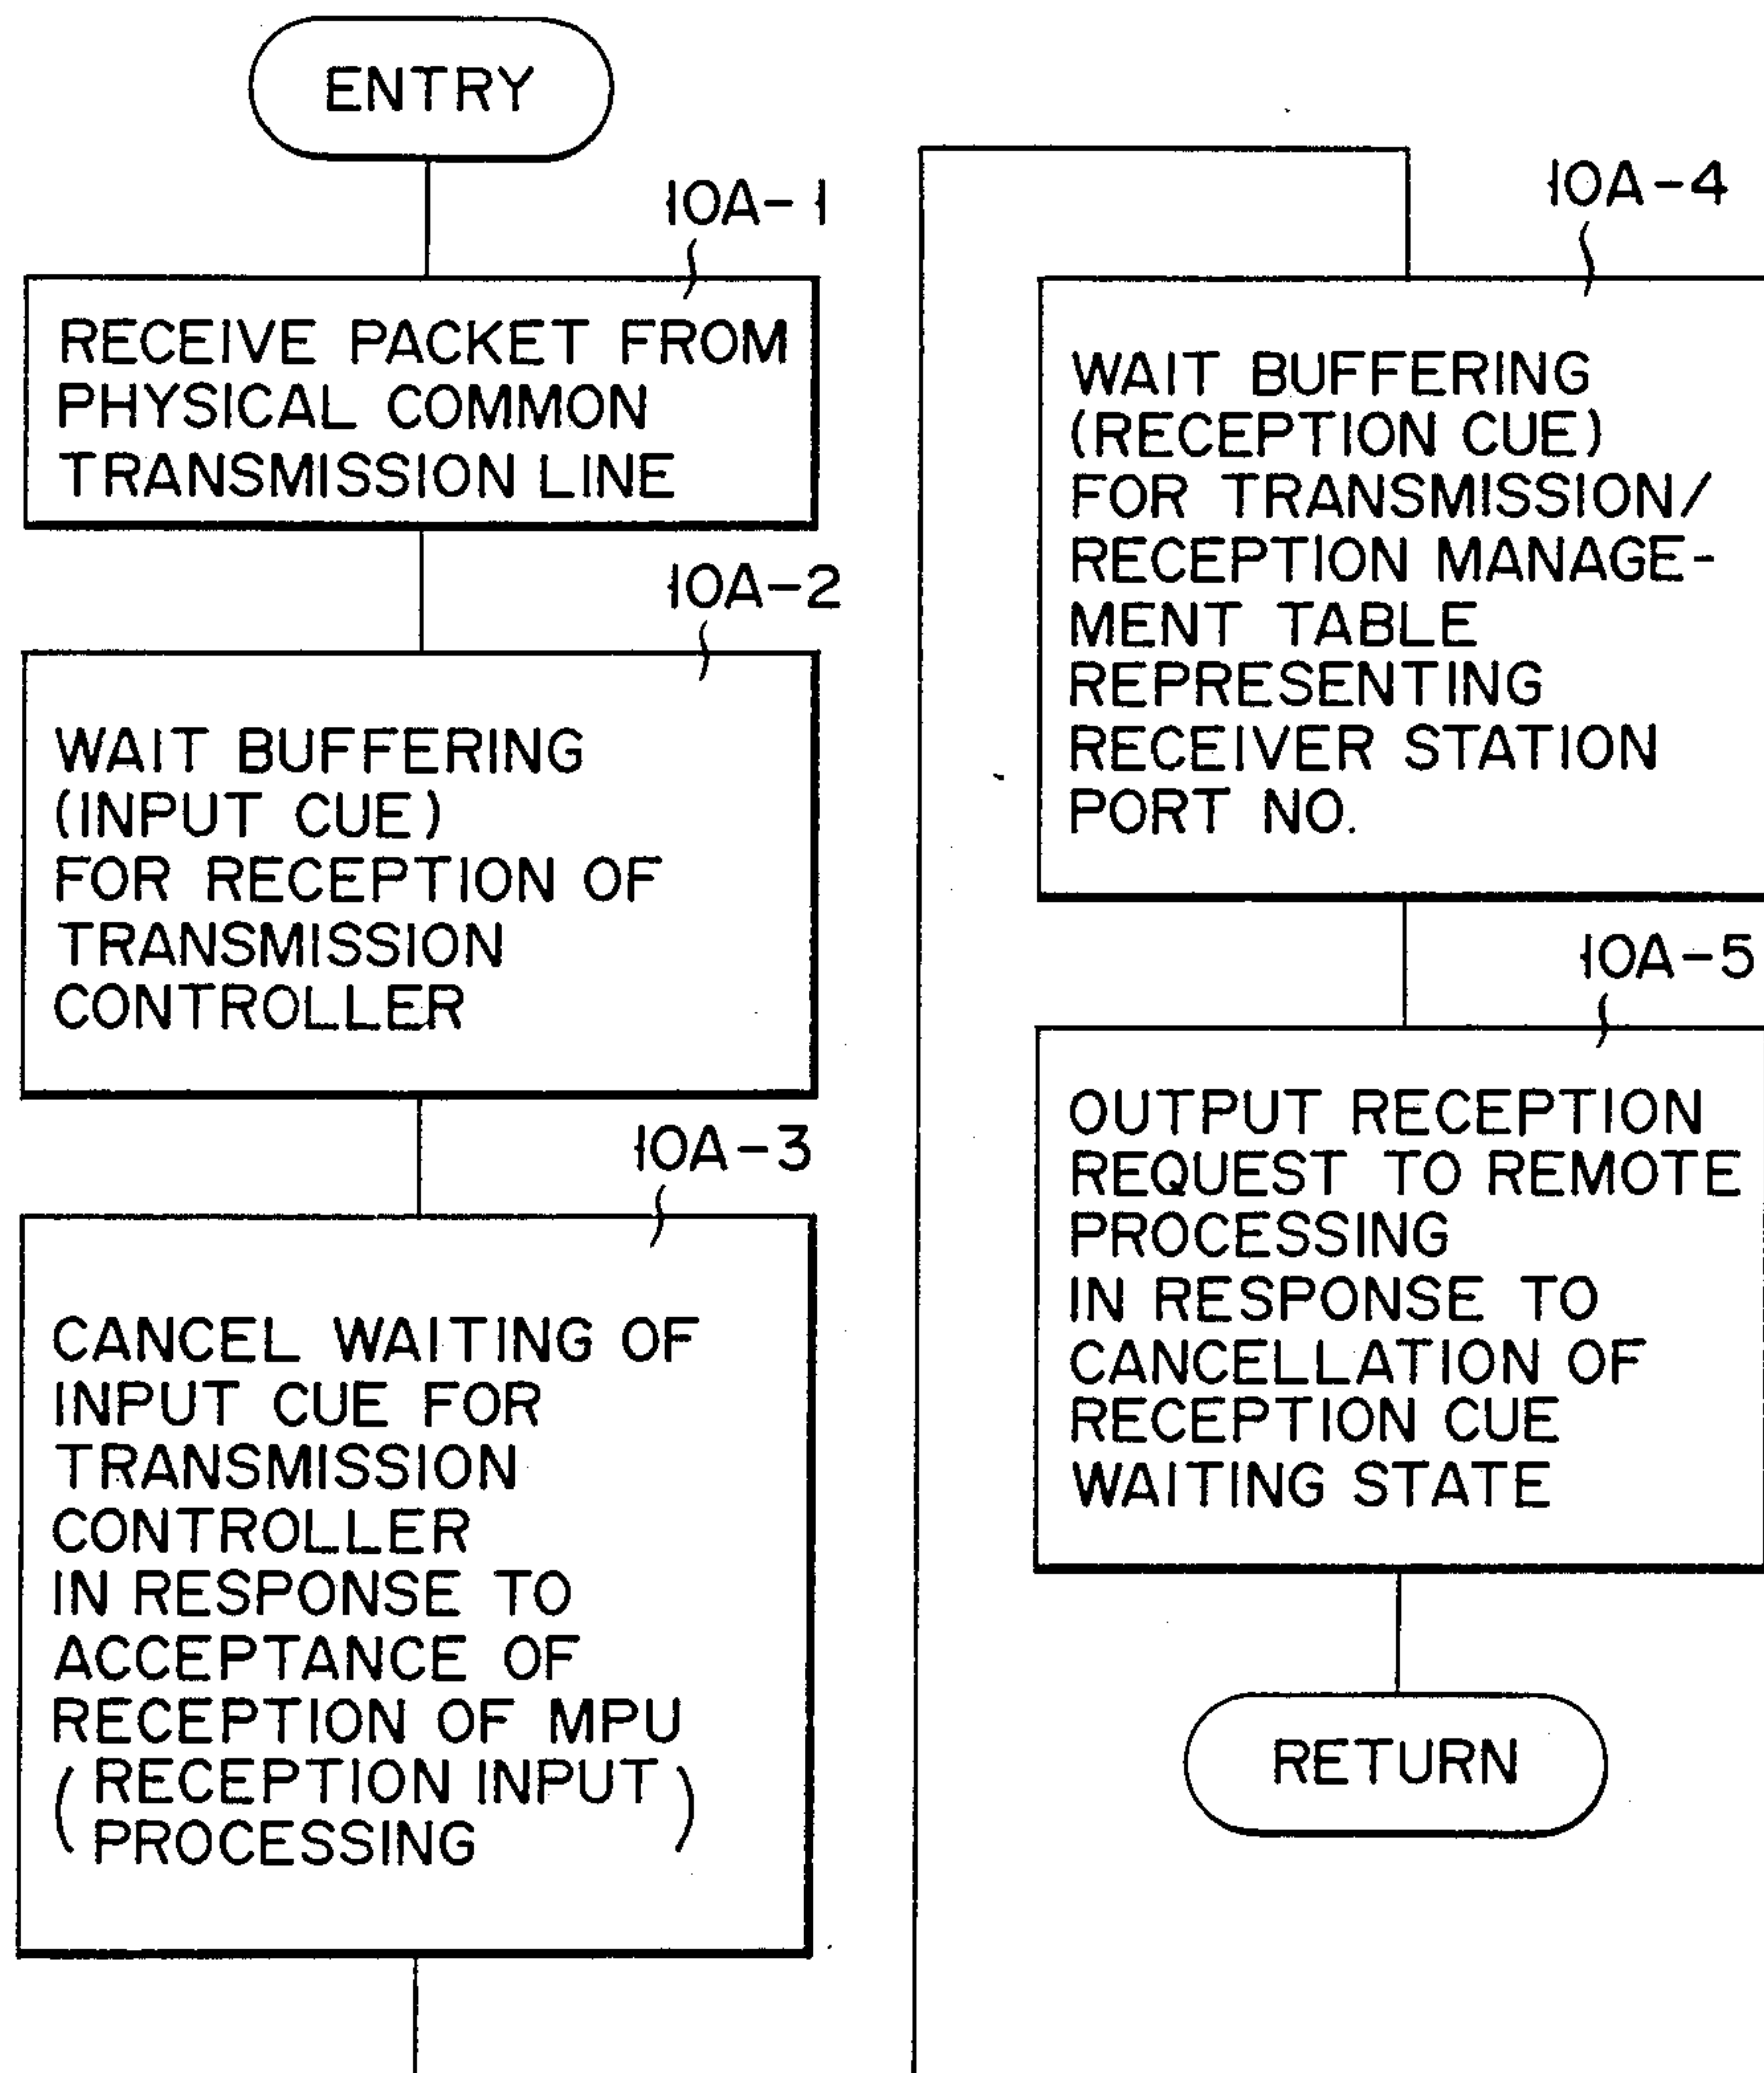 ENTRY
10A-1
RECEIVE PACKET FROM
PHYSICAL COMMON
TRANSMISSION LINE
10A-2
WAIT BUFFERING
(INPUT CUE)
FOR RECEPTION OF
TRANSMISSION
CONTROLLER
10A-3
CANCEL WAITING OF
INPUT CUE FOR
TRANSMISSION
CONTROLLER
IN RESPONSE TO
ACCEPTANCE OF
RECEPTION OF MPU
(RECEPTION INPUT
PROCESSING)
10A-4
WAIT BUFFERING
(RECEPTION CUE)
FOR TRANSMISSION/
RECEPTION MANAGE-
MENT TABLE
REPRESENTING
RECEIVER STATION
PORT NO.
10A-5
OUTPUT RECEPTION
REQUEST TO REMOTE
PROCESSING
IN RESPONSE TO
CANCELLATION OF
RECEPTION CUE
WAITING STATE
RETURN